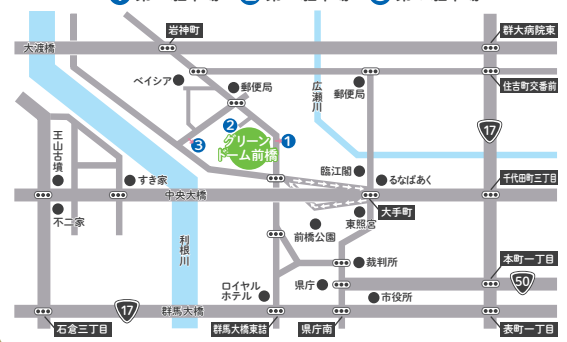 岩神町
群大病院東
大渡橋
ベイシア
郵便局
郵便局
広瀬川
住吉町交番前
17
2
1
3
グリーン
ドーム前橋
王山古墳
すき家
臨江閣
るなぱあく
千代田町三丁目
中央大橋
大手町
不二家
利根川
前橋公園
東照宮
本町一丁目
裁判所
50
ロイヤル
ホテル
県庁
市役所
17
群馬大橋
石倉三丁目
群馬大橋東詰
県庁南
表町一丁目